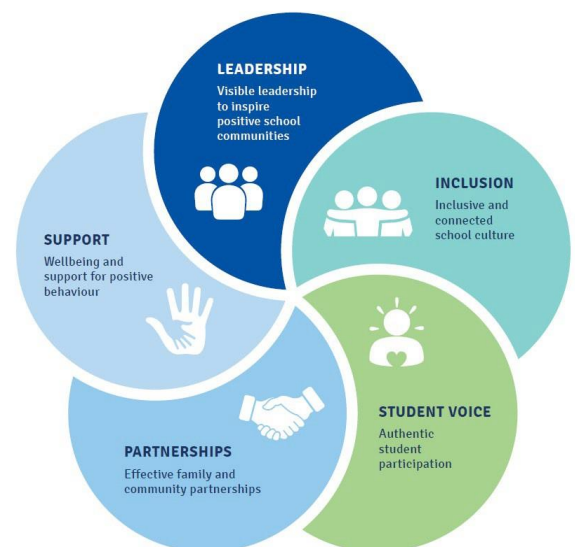 LEADERSHIP
Visible leadership
to inspire
positive school
communities
INCLUSION
Inclusive and
connected
school culture
STUDENT VOICE
Authentic
student
participation
PARTNERSHIPS
Effective family and
community partnerships
SUPPORT
Wellbeing and
support for positive
behaviour